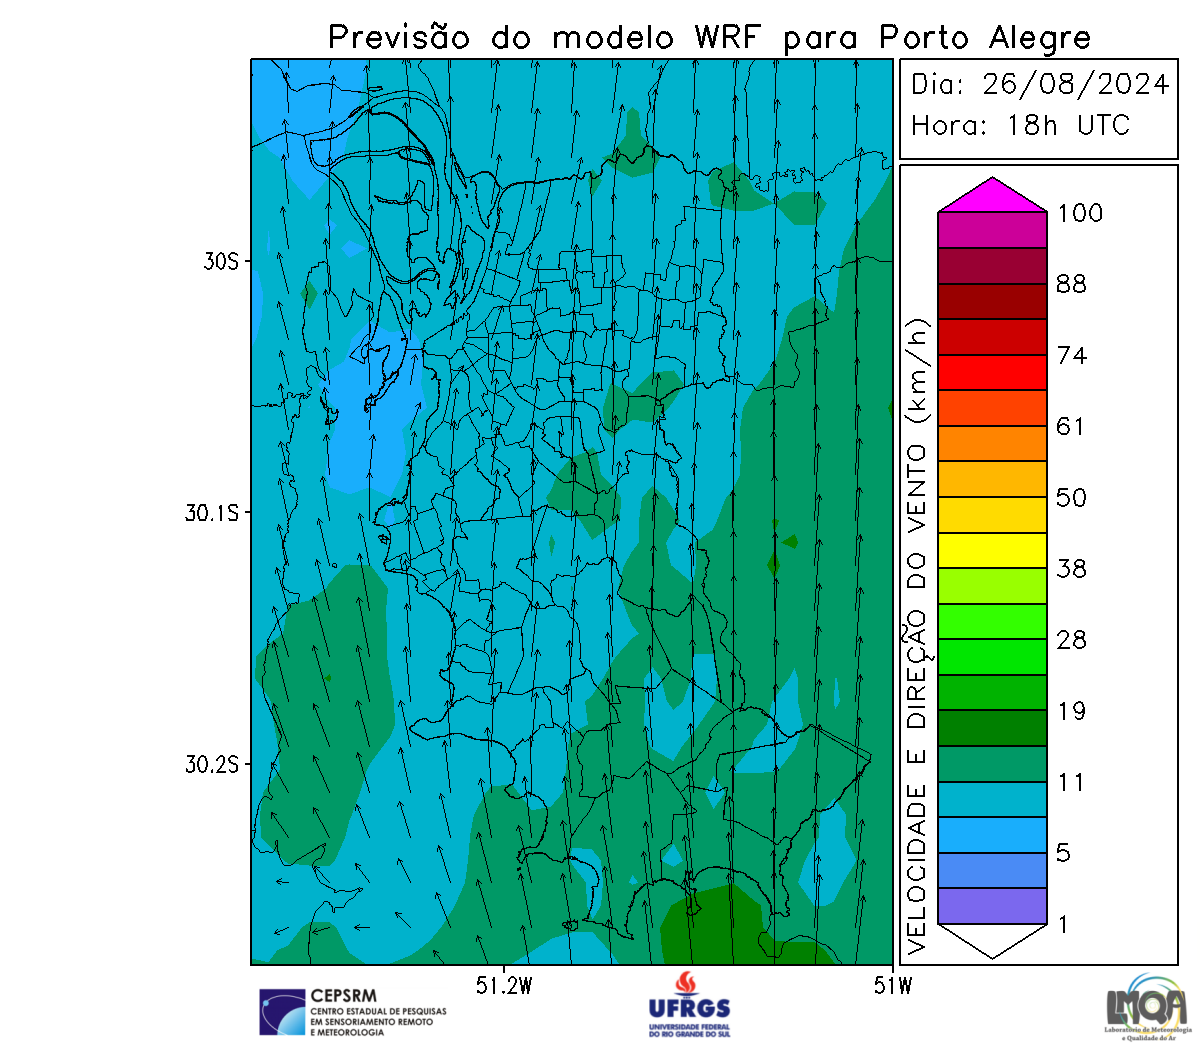 Previsão do modelo WRF para Porto Alegre
Dia: 26/08/2024
Hora: 18h UTC
30S
30.1S
30.2S
51.2W
51W
VELOCIDADE E DIREÇÃO DO VENTO (km/h)
100
88
74
61
50
38
28
19
11
5
1
CEPSRM
CENTRO ESTADUAL DE PESQUISAS
EM SENSORIAMENTO REMOTO
E METEOROLOGIA
UFRGS
UNIVERSIDADE FEDERAL
DO RIO GRANDE DO SUL
LMQA
Laboratório de Meteorologia
e Qualidade do Ar